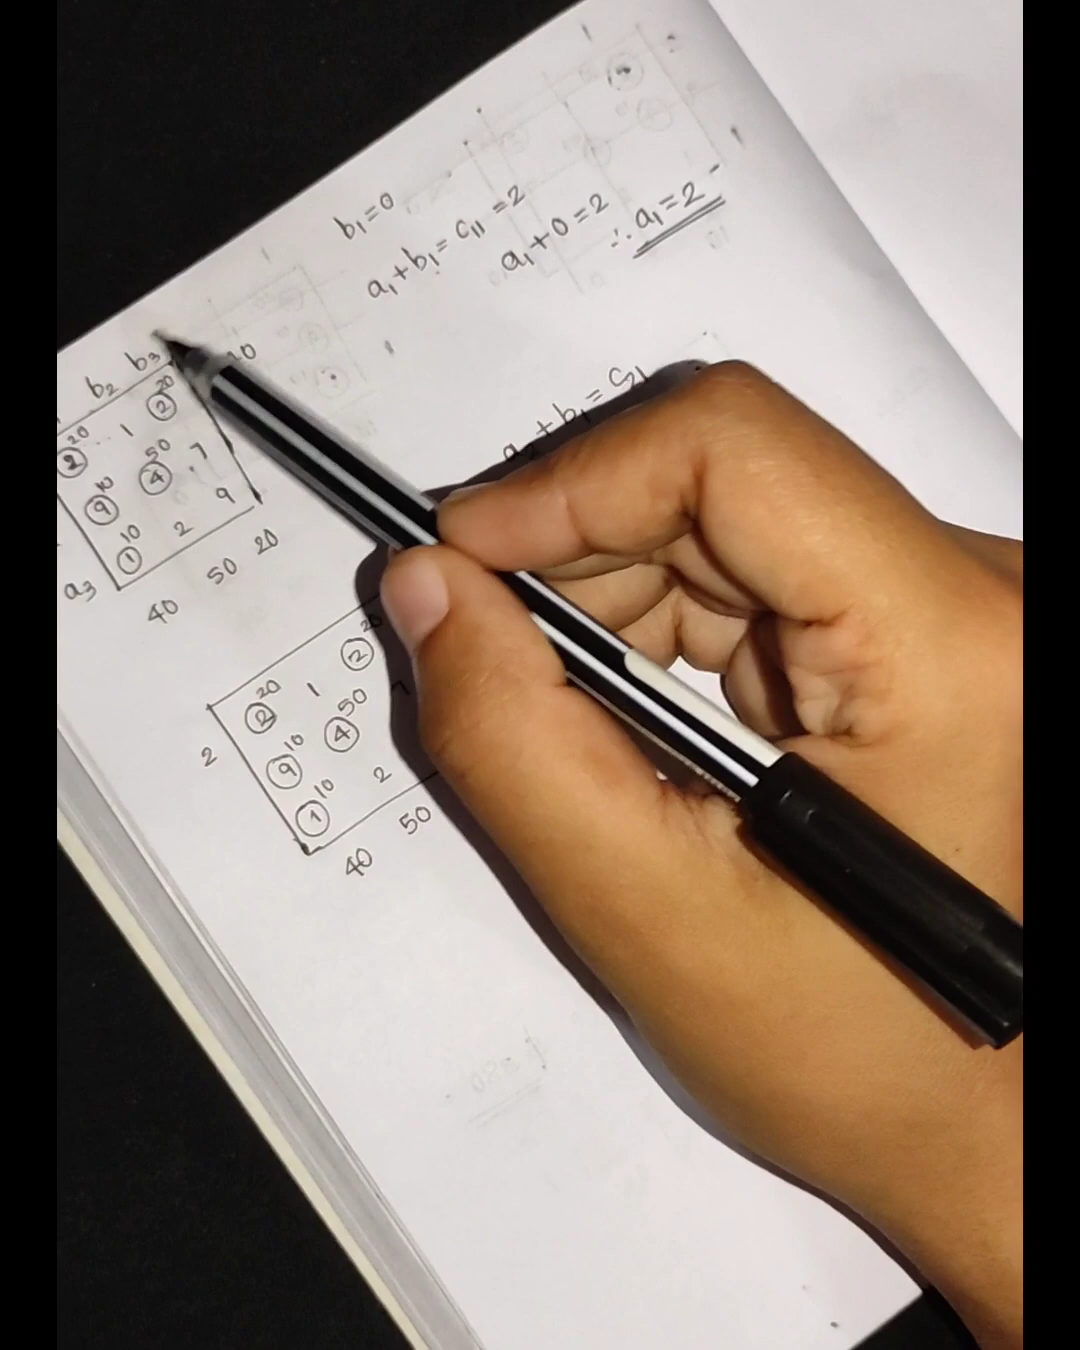 b₁=0
a₁+b₁= C₁₁ =2
a₁+0=2
∴ a₁=2
b₂ b₃
② 20 1 ② 20
⑨ 10 ④ 50 7
① 10 2 9
a₃
40 50 20
+b₁=
② 20 1 ② 20
2 ⑨ 10 ④ 50 7
① 10 2
40 50